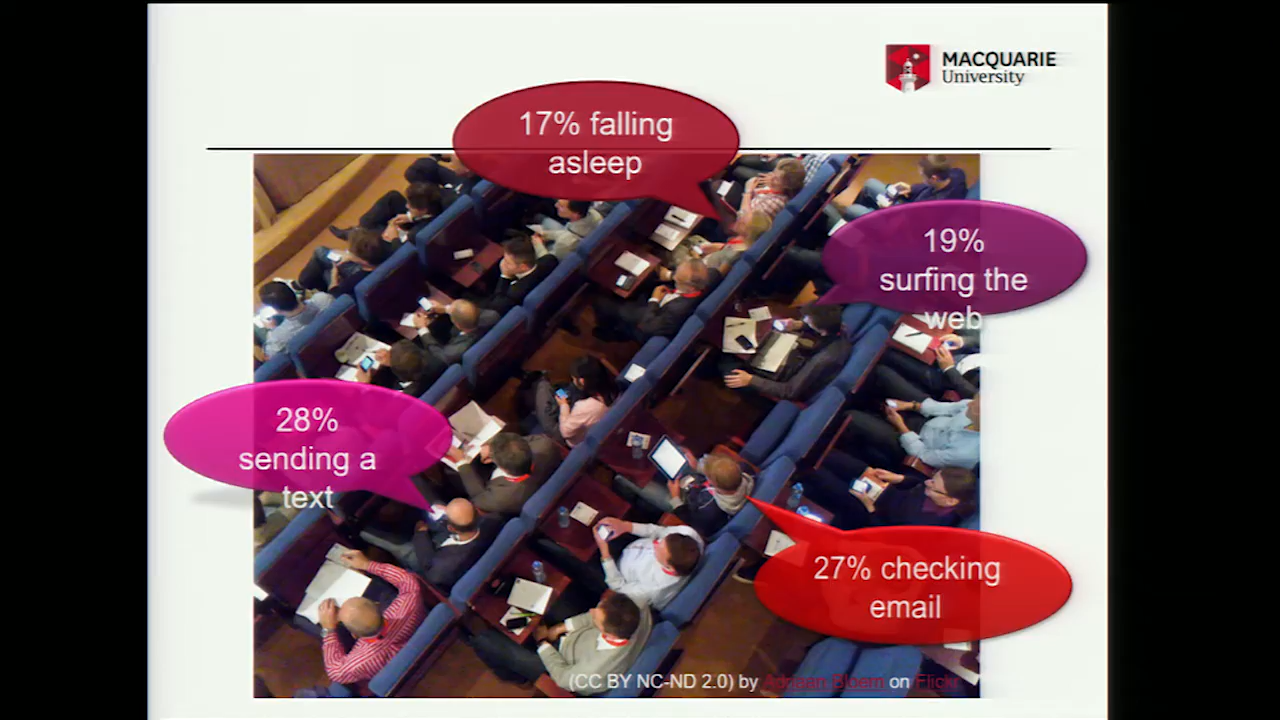 MACQUARIE
University
17% falling
asleep
19%
surfing the
web
28%
sending a
text
27% checking
email
(CC BY NC-ND 2.0) by Adriaan Bloem on Flickr